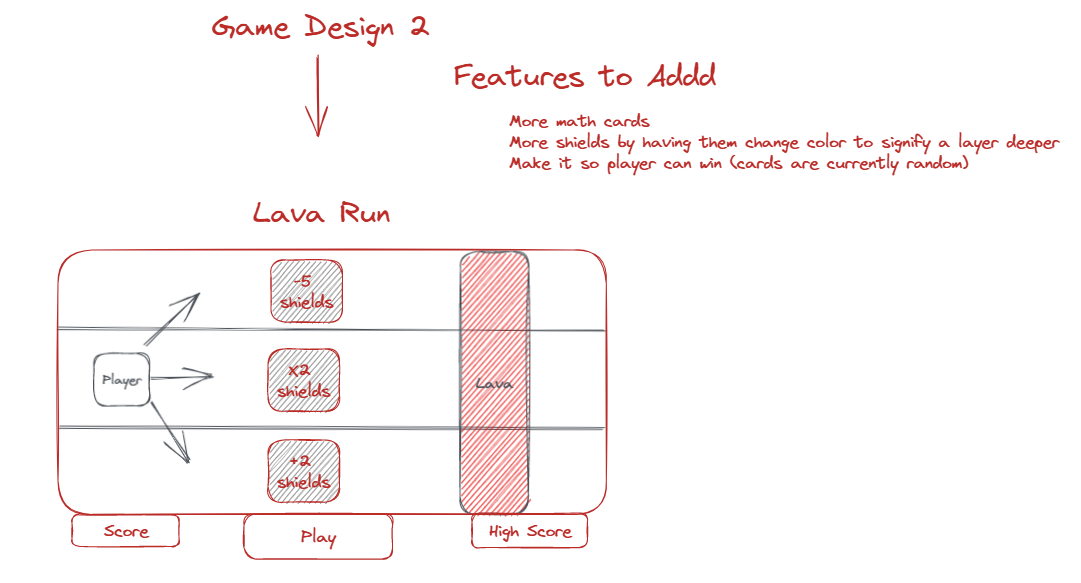 Game Design 2
Features to Addd
More math cards
More shields by having them change color to signify a layer deeper
Make it so player can win (cards are currently random)
Lava Run
-5
shields
Player
x2
shields
Lava
+2
shields
Score
Play
High Score